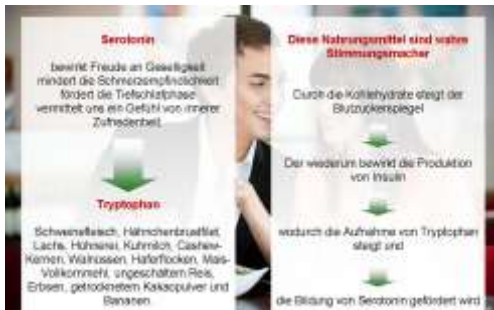 Serotonin
bewirkt Freude an Geselligkeit
mindert die Schmerzempfindlichkeit
fördert die Tiefschlafphase
vermittelt uns ein Gefühl von innerer
Zufriedenheit.
Tryptophan
Schweinefleisch, Hähnchenbrustfilet,
Lachs, Hühnerei, Kuhmilch, Cashew-
Kernen, Walnüssen, Haferflocken, Mais-
Vollkornmehl, ungeschältem Reis,
Erbsen, getrocknetem Kakaopulver und
Bananen.
Diese Nahrungsmittel sind wahre
Stimmungsmacher
Durch die Kohlehydrate steigt der
Blutzuckerspiegel
Der wiederum bewirkt die Produktion
von Insulin
wodurch die Aufnahme von Tryptophan
steigt und
die Bildung von Serotonin gefördert wird